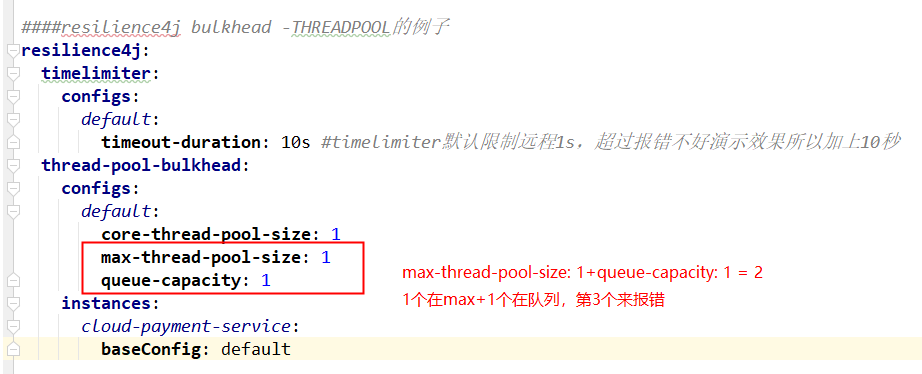 ####resilience4j bulkhead -THREADPOOL的例子
resilience4j:
timelimiter:
configs:
default:
timeout-duration: 10s #timelimiter默认限制远程1s，超过报错不好演示效果所以加上10秒
thread-pool-bulkhead:
configs:
default:
core-thread-pool-size: 1
max-thread-pool-size: 1
queue-capacity: 1
max-thread-pool-size: 1+queue-capacity: 1 = 2
1个在max+1个在队列，第3个来报错
instances:
cloud-payment-service:
baseConfig: default